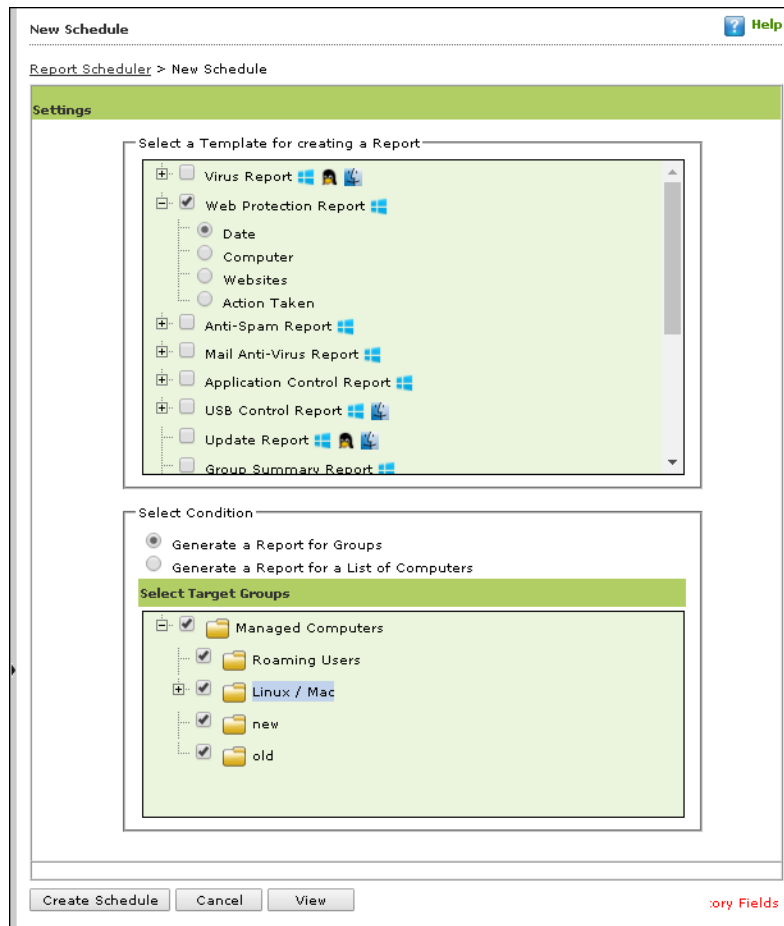 New Schedule
Help
Report Scheduler > New Schedule
Settings
Select a Template for creating a Report
Virus Report
Web Protection Report
Date
Computer
Websites
Action Taken
Anti-Spam Report
Mail Anti-Virus Report
Application Control Report
USB Control Report
Update Report
Group Summary Report
Select Condition
Generate a Report for Groups
Generate a Report for a List of Computers
Select Target Groups
Managed Computers
Roaming Users
Linux / Mac
new
old
Create Schedule
Cancel
View
ory Fields